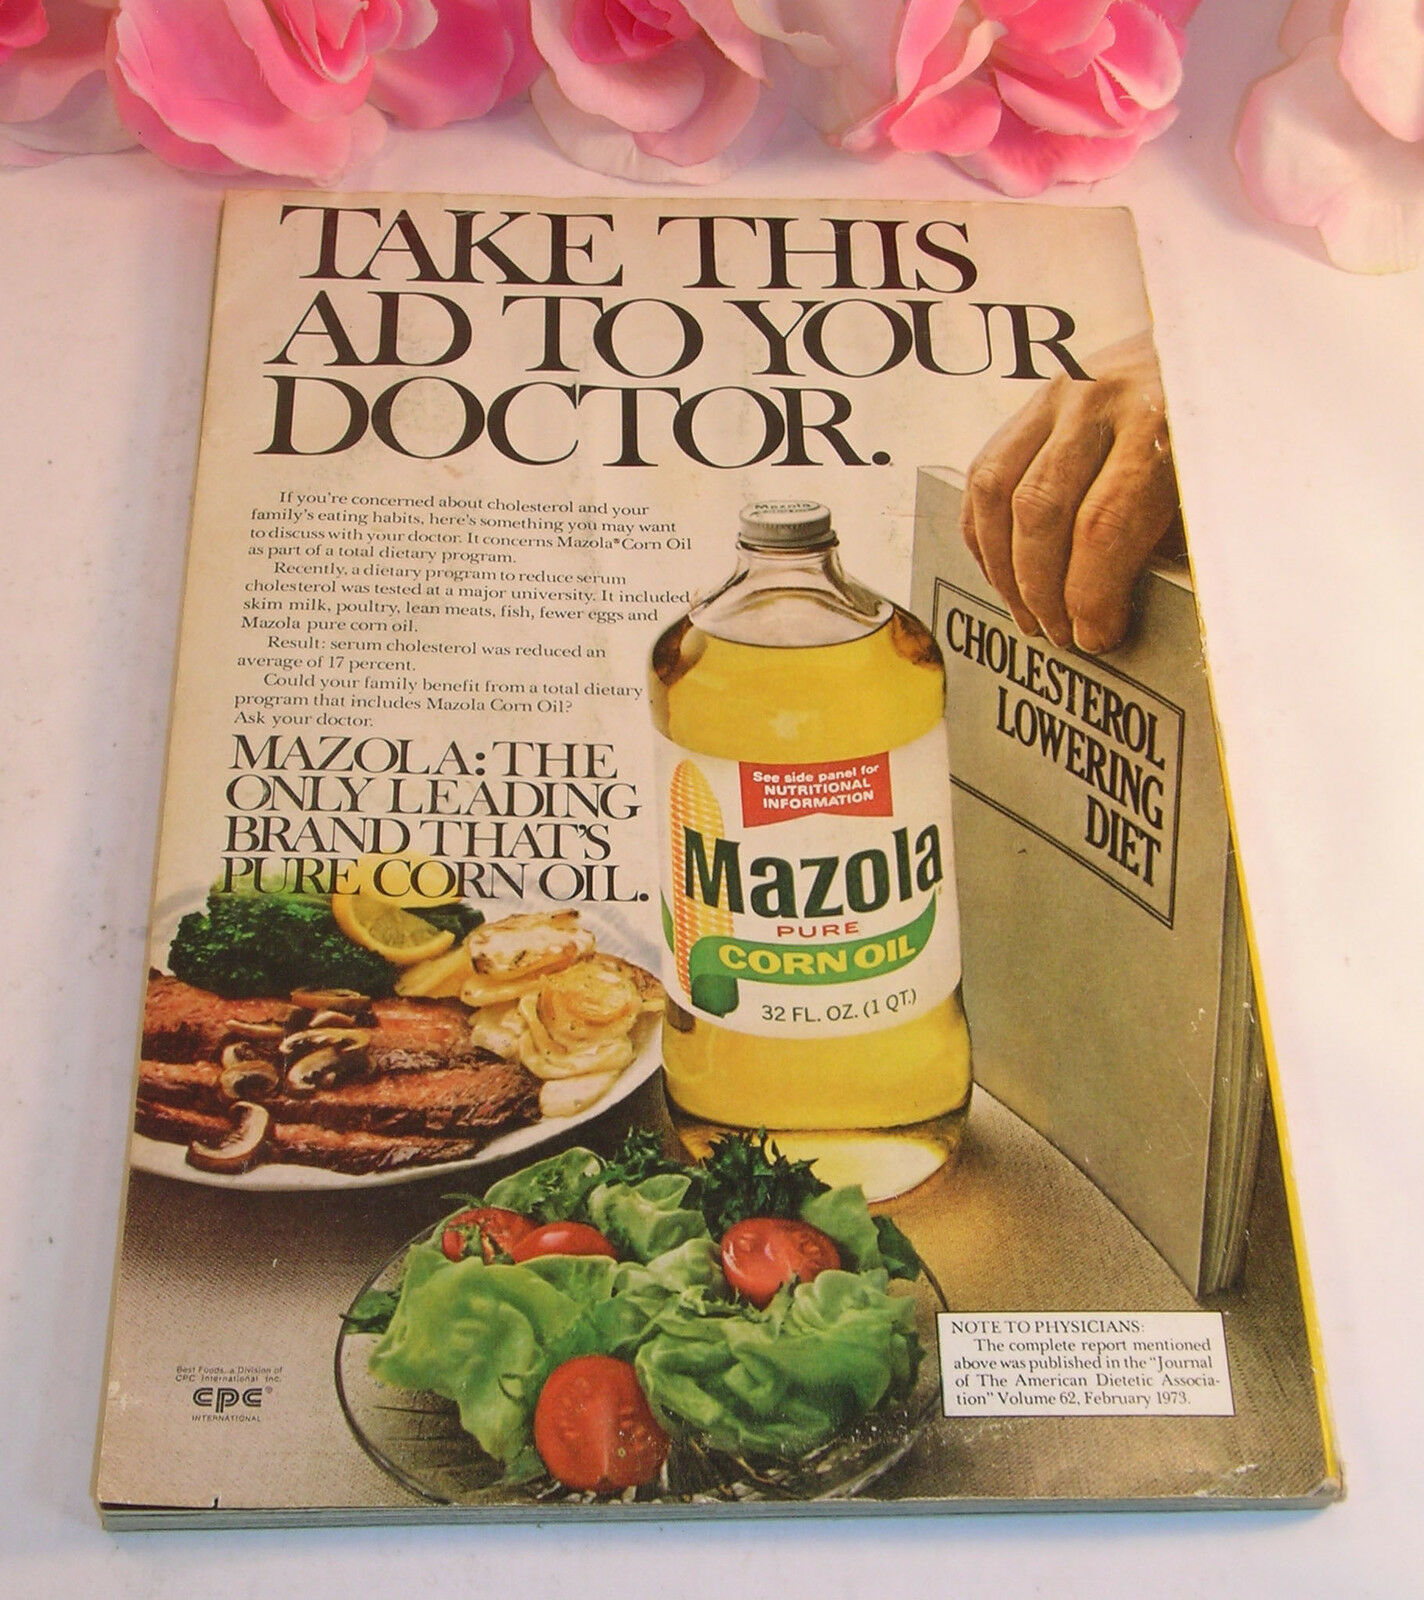 TAKE THIS
AD TO YOUR
DOCTOR.
If you're concerned about cholesterol and your
family's eating habits, here's something you may want
to discuss with your doctor. It concerns Mazola® Corn Oil
as part of a total dietary program.
Recently, a dietary program to reduce serum
cholesterol was tested at a major university. It included
skim milk, poultry, lean meats, fish, fewer eggs and
Mazola pure corn oil.
Result: serum cholesterol was reduced an
average of 17 percent.
Could your family benefit from a total dietary
program that includes Mazola Corn Oil?
Ask your doctor.
MAZOLA: THE
ONLY LEADING
BRAND THAT'S
PURE CORN OIL.
Mazola
See side panel for
NUTRITIONAL
INFORMATION
Mazola
PURE
CORN OIL
32 FL. OZ. (1 QT.)
CHOLESTEROL
LOWERING
DIET
NOTE TO PHYSICIANS:
The complete report mentioned
above was published in the "Journal
of The American Dietetic Associa-
tion" Volume 62, February 1973.
Best Foods, a Division of
CPC International Inc.
CPC®
INTERNATIONAL